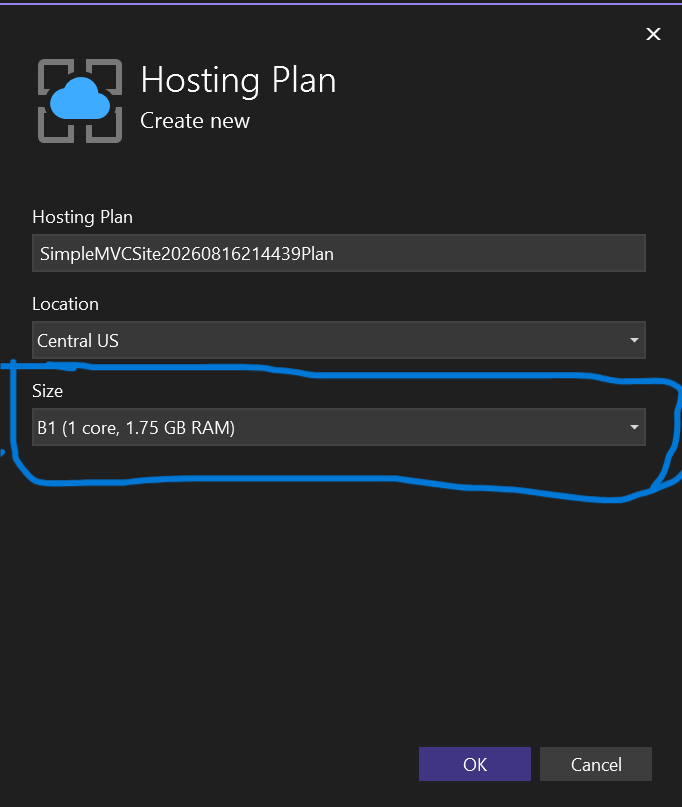 Hosting Plan
Create new
Hosting Plan
SimpleMVCSite20260816214439Plan
Location
Central US
Size
B1 (1 core, 1.75 GB RAM)
OK
Cancel